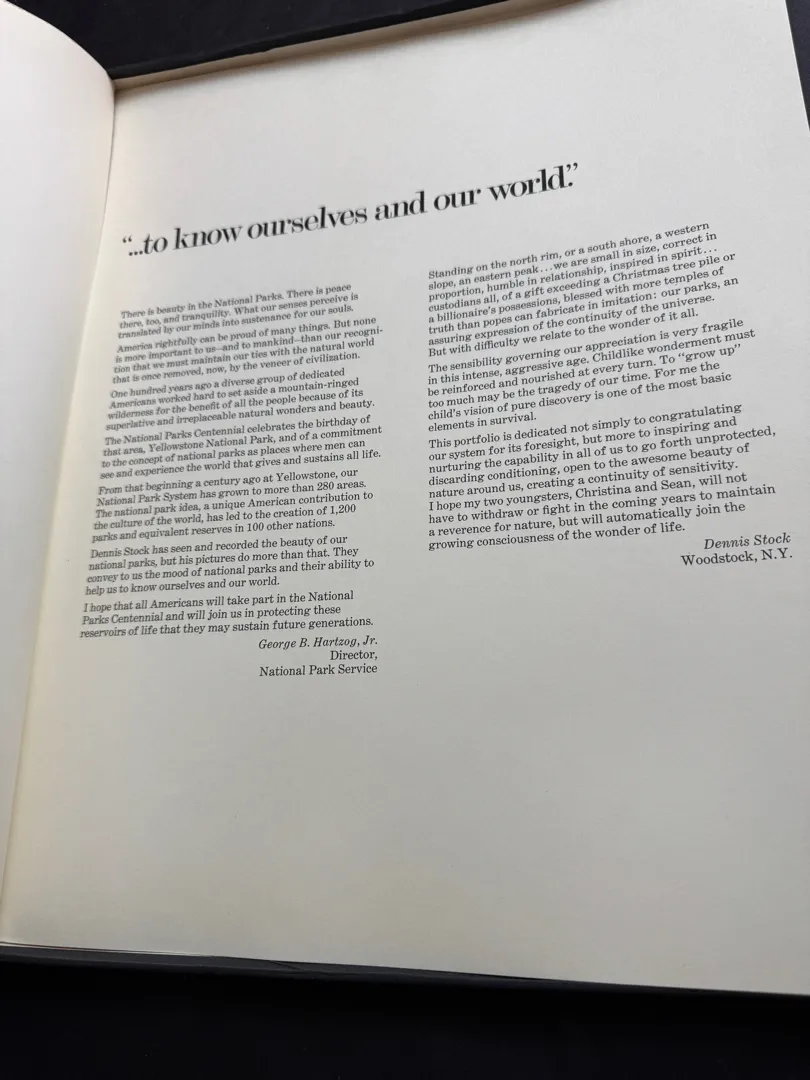 “...to know ourselves and our world.”
There is beauty in the National Parks. There is peace
there, too, and tranquility. What our senses perceive is
translated by our minds into sustenance for our souls.
America rightfully can be proud of many things. But none
is more important to us—and to mankind—than our recogni-
tion that we must maintain our ties with the natural world
that is once removed, now, by the veneer of civilization.
One hundred years ago a diverse group of dedicated
Americans worked hard to set aside a mountain-ringed
wilderness for the benefit of all the people because of its
superlative and irreplaceable natural wonders and beauty.
The National Parks Centennial celebrates the birthday of
that area, Yellowstone National Park, and of a commitment
to the concept of national parks as places where men can
see and experience the world that gives and sustains all life.
From that beginning a century ago at Yellowstone, our
National Park System has grown to more than 280 areas.
The national park idea, a unique American contribution to
the culture of the world, has led to the creation of 1,200
parks and equivalent reserves in 100 other nations.
Dennis Stock has seen and recorded the beauty of our
national parks, but his pictures do more than that. They
convey to us the mood of national parks and their ability to
help us to know ourselves and our world.
I hope that all Americans will take part in the National
Parks Centennial and will join us in protecting these
reservoirs of life that they may sustain future generations.
George B. Hartzog, Jr.
Director,
National Park Service
Standing on the north rim, or a south shore, a western
slope, an eastern peak...we are small in size, correct in
proportion, humble in relationship, inspired in spirit...
custodians all, of a gift exceeding a Christmas tree pile or
a billionaire's possessions, blessed with more temples of
truth than popes can fabricate in imitation: our parks, an
assuring expression of the continuity of the universe.
But with difficulty we relate to the wonder of it all.
The sensibility governing our appreciation is very fragile
in this intense, aggressive age. Childlike wonderment must
be reinforced and nourished at every turn. To “grow up”
too much may be the tragedy of our time. For me the
child's vision of pure discovery is one of the most basic
elements in survival.
This portfolio is dedicated not simply to congratulating
our system for its foresight, but more to inspiring and
nurturing the capability in all of us to go forth unprotected,
discarding conditioning, open to the awesome beauty of
nature around us, creating a continuity of sensitivity.
I hope my two youngsters, Christina and Sean, will not
have to withdraw or fight in the coming years to maintain
a reverence for nature, but will automatically join the
growing consciousness of the wonder of life.
Dennis Stock
Woodstock, N.Y.